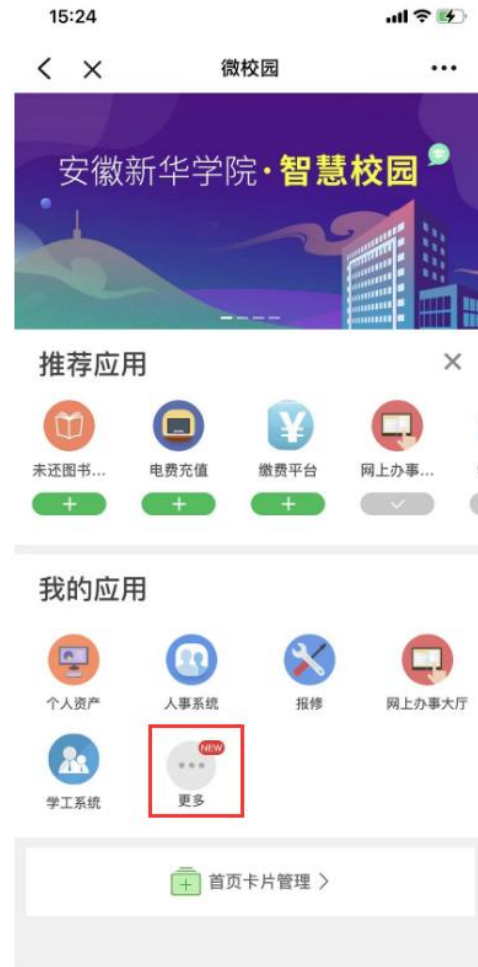 15:24
微校园
安徽新华学院·智慧校园
推荐应用
未还图书... 电费充值 缴费平台 网上办事...
我的应用
个人资产 人事系统 报修 网上办事大厅
NEW
学工系统 更多
首页卡片管理